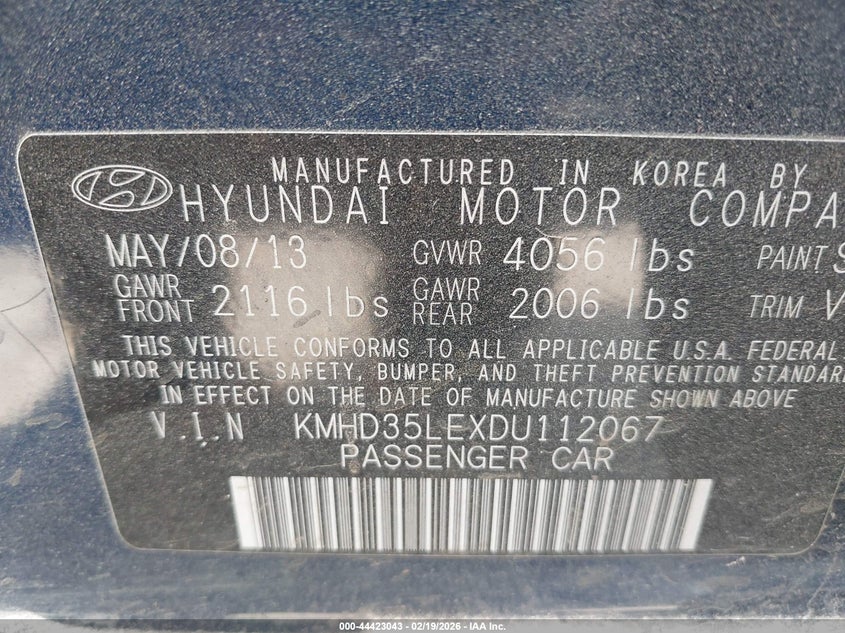 MANUFACTURED IN KOREA BY
HYUNDAI MOTOR COMPA
MAY/08/13 GVWR 4056 lbs PAINT S
GAWR FRONT 2116 lbs GAWR REAR 2006 lbs TRIM V
THIS VEHICLE CONFORMS TO ALL APPLICABLE U.S.A. FEDERAL
MOTOR VEHICLE SAFETY, BUMPER, AND THEFT PREVENTION STANDARD
IN EFFECT ON THE DATE OF MANUFACTURE SHOWN ABOVE
V.I.N KMHD35LEXDU112067
PASSENGER CAR
000-44423043 - 02/19/2026 - IAA Inc.